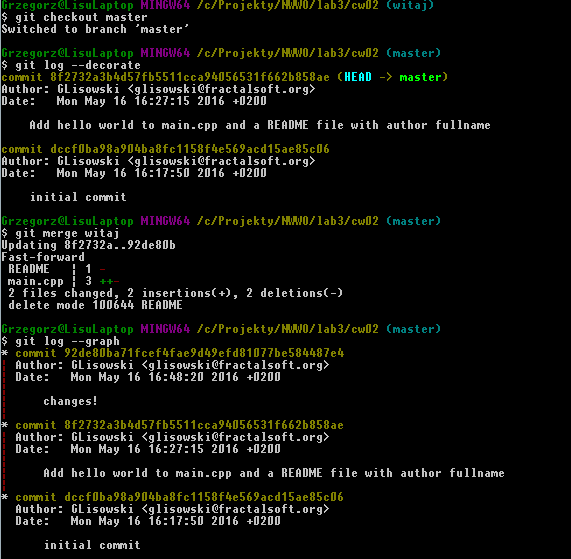 Grzegorz@LisuLaptop MINGW64 /c/Projekty/NWWO/lab3/cw02 (witaj)
$ git checkout master
Switched to branch 'master'
Grzegorz@LisuLaptop MINGW64 /c/Projekty/NWWO/lab3/cw02 (master)
$ git log --decorate
commit 8f2732a3b4d57fb5511cca94056531f662b858ae (HEAD -> master)
Author: GLisowski <glisowski@fractalsoft.org>
Date:   Mon May 16 16:27:15 2016 +0200
    Add hello world to main.cpp and a README file with author fullname
commit dccf0ba98a904ba8fc1158f4e569acd15ae85c06
Author: GLisowski <glisowski@fractalsoft.org>
Date:   Mon May 16 16:17:50 2016 +0200
    initial commit
Grzegorz@LisuLaptop MINGW64 /c/Projekty/NWWO/lab3/cw02 (master)
$ git merge witaj
Updating 8f2732a..92de80b
Fast-forward
 README   | 1 -
 main.cpp | 3 ++-
 2 files changed, 2 insertions(+), 2 deletions(-)
 delete mode 100644 README
Grzegorz@LisuLaptop MINGW64 /c/Projekty/NWWO/lab3/cw02 (master)
$ git log --graph
* commit 92de80ba71fcef4fae9d49efd81077be584487e4
| Author: GLisowski <glisowski@fractalsoft.org>
| Date:   Mon May 16 16:48:20 2016 +0200
|
|     changes!
|
* commit 8f2732a3b4d57fb5511cca94056531f662b858ae
| Author: GLisowski <glisowski@fractalsoft.org>
| Date:   Mon May 16 16:27:15 2016 +0200
|
|     Add hello world to main.cpp and a README file with author fullname
|
* commit dccf0ba98a904ba8fc1158f4e569acd15ae85c06
  Author: GLisowski <glisowski@fractalsoft.org>
  Date:   Mon May 16 16:17:50 2016 +0200
      initial commit